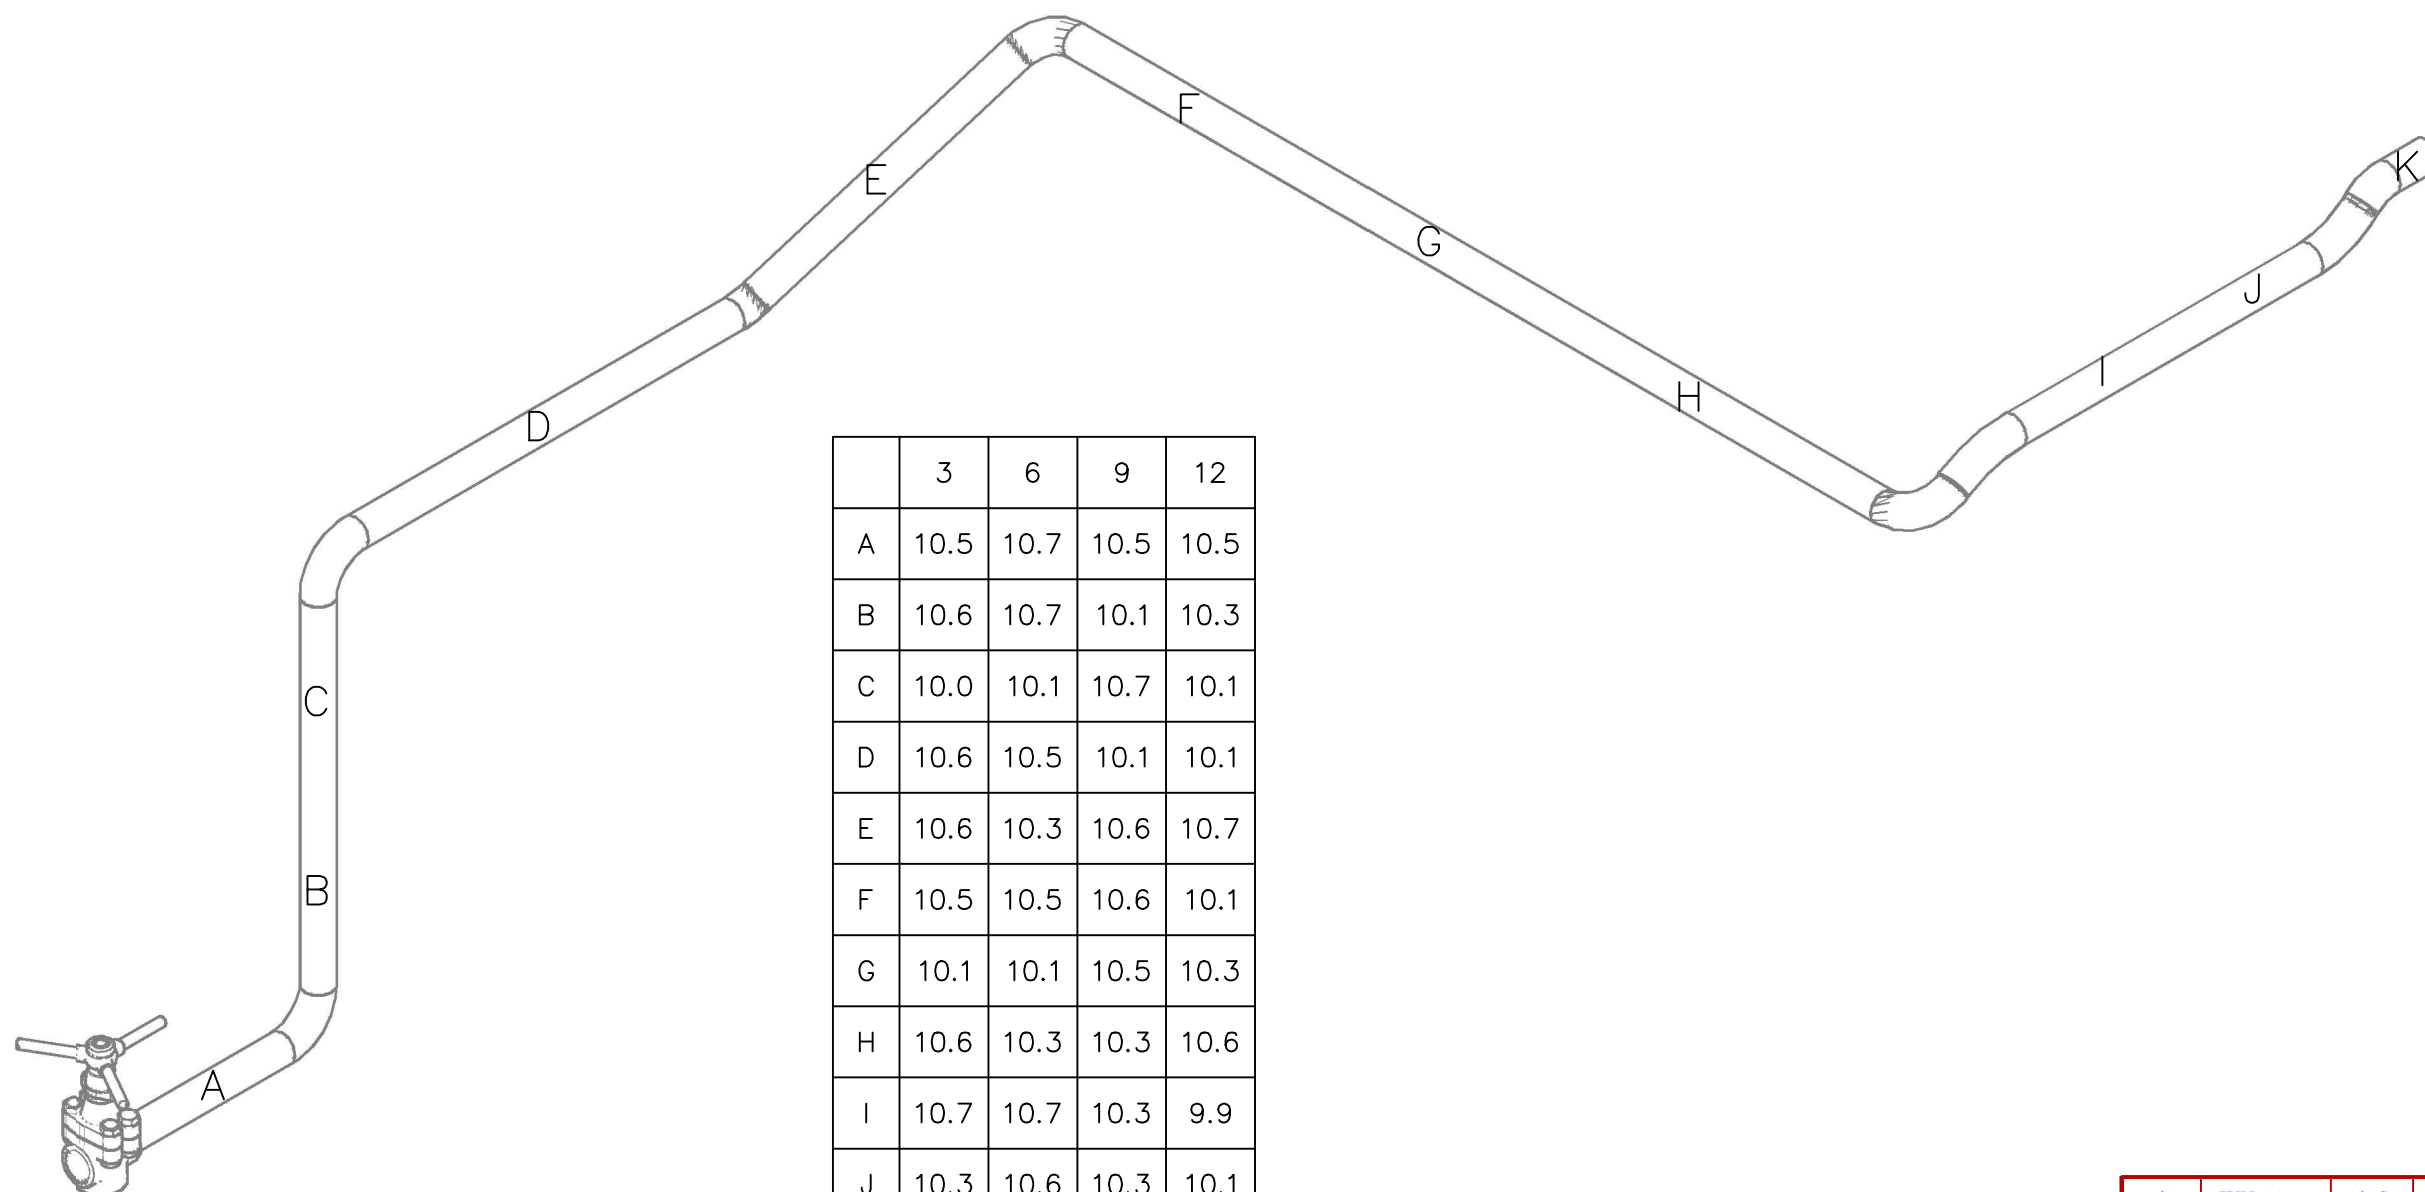 F
K
E
G
J
I
H
D
3 6 9 12
A 10.5 10.7 10.5 10.5
B 10.6 10.7 10.1 10.3
C 10.0 10.1 10.7 10.1
D 10.6 10.5 10.1 10.1
E 10.6 10.3 10.6 10.7
F 10.5 10.5 10.6 10.1
G 10.1 10.1 10.5 10.3
H 10.6 10.3 10.3 10.6
I 10.7 10.7 10.3 9.9
J 10.3 10.6 10.3 10.1
C
B
A